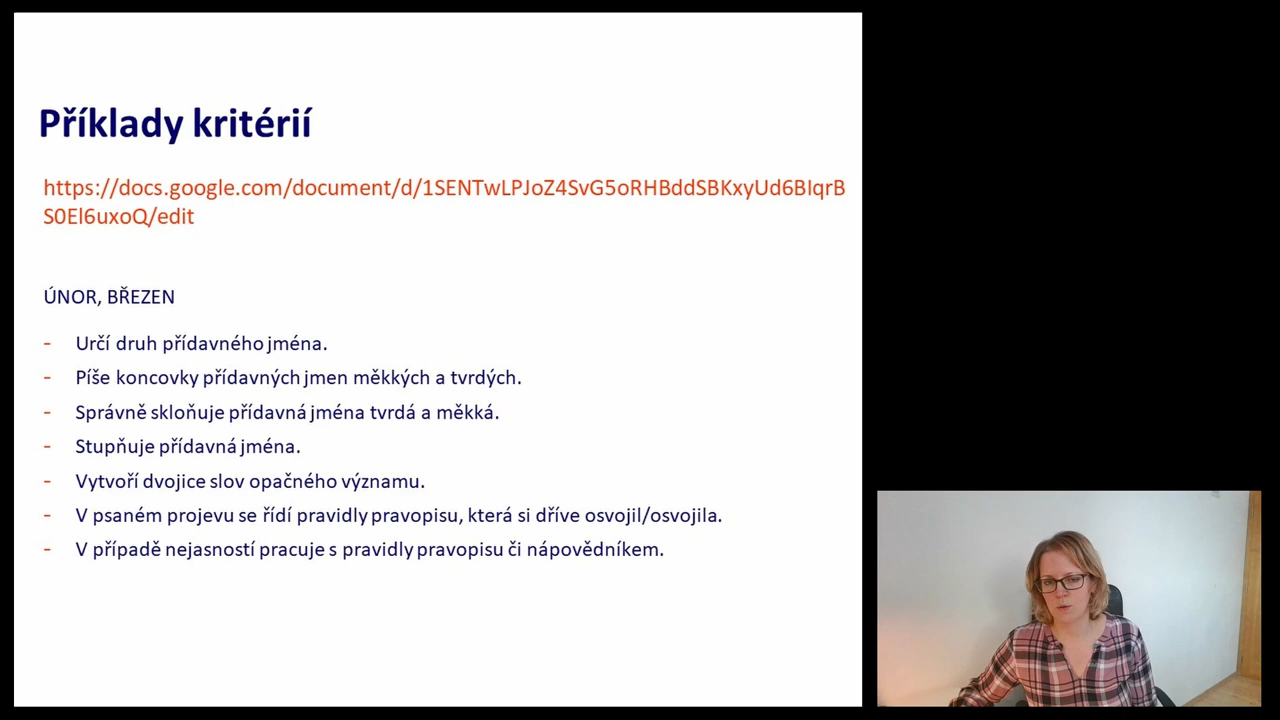 Příklady kritérií
https://docs.google.com/document/d/1SENTwLPJoZ4SvG5oRHBddSBKxyUd6BIqrB
S0El6uxoQ/edit
ÚNOR, BŘEZEN
- Určí druh přídavného jména.
- Píše koncovky přídavných jmen měkkých a tvrdých.
- Správně skloňuje přídavná jména tvrdá a měkká.
- Stupňuje přídavná jména.
- Vytvoří dvojice slov opačného významu.
- V psaném projevu se řídí pravidly pravopisu, která si dříve osvojil/osvojila.
- V případě nejasností pracuje s pravidly pravopisu či nápovědníkem.